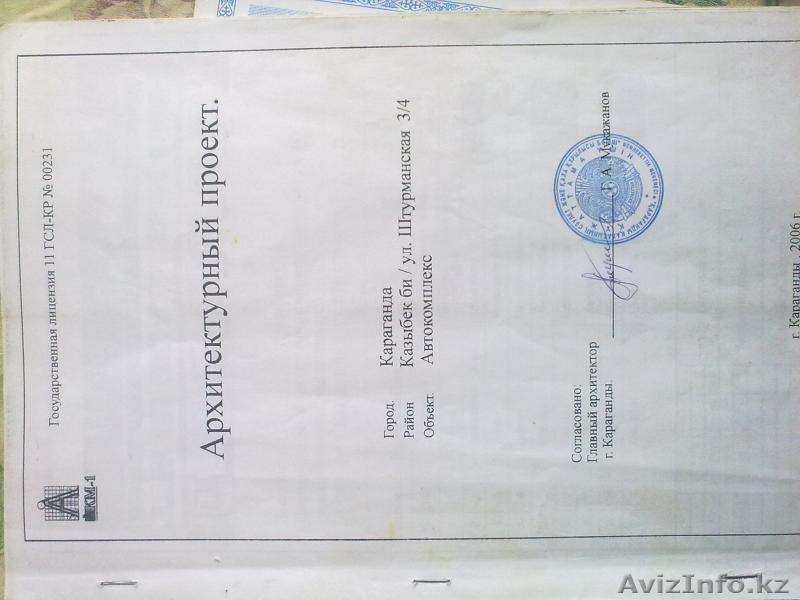 КМ-1
Государственная лицензия 11 ГСЛ-КР № 00231
Архитектурный проект.
Город. Караганда
Район Казыбек би / ул. Штурманская 3/4
Объект. Автокомплекс
Согласовано:
Главный архитектор
г. Караганды. Г. А. Мукажанов
г. Караганды, 2006 г
AvizInfo.kz